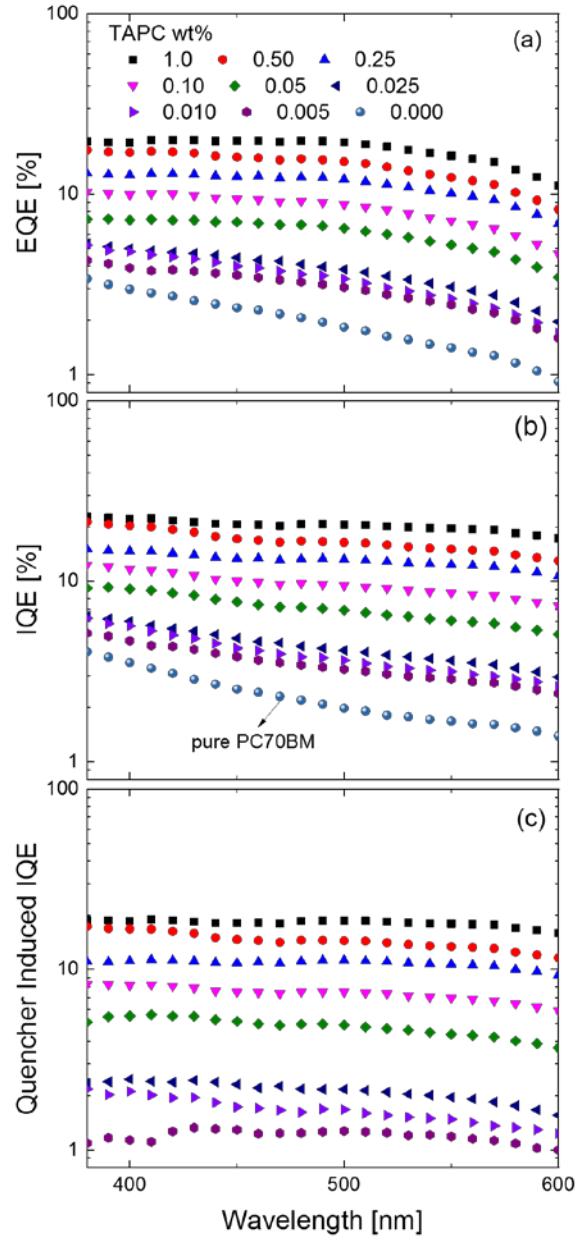 100
TAPC wt%
(a)
1.0 0.50 0.25
0.10 0.05 0.025
0.010 0.005 0.000
EQE [%]
10
1
100
(b)
IQE [%]
10
pure PC70BM
1
100
(c)
Quencher Induced IQE
10
1
400 500 600
Wavelength [nm]